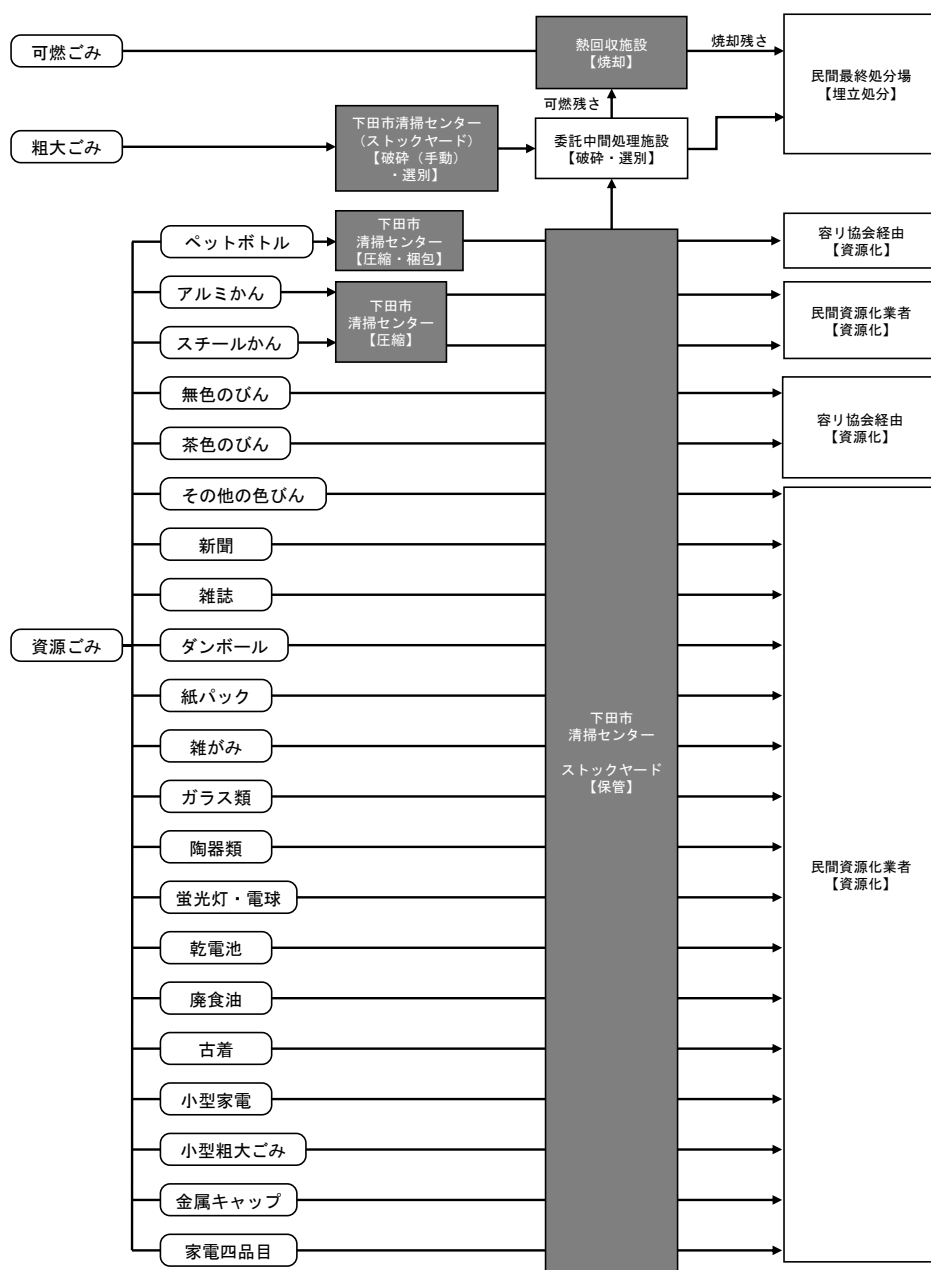 可燃ごみ
熱回収施設
【焼却】
焼却残さ
民間最終処分場
【埋立処分】
可燃残さ
粗大ごみ
下田市清掃センター
（ストックヤード）
【破砕（手動）
・選別】
委託中間処理施設
【破砕・選別】
資源ごみ
ペットボトル
下田市
清掃センター
【圧縮・梱包】
容リ協会経由
【資源化】
アルミかん
スチールかん
下田市
清掃センター
【圧縮】
民間資源化業者
【資源化】
無色のびん
茶色のびん
容リ協会経由
【資源化】
その他の色びん
新聞
雑誌
ダンボール
紙パック
雑がみ
ガラス類
陶器類
蛍光灯・電球
乾電池
廃食油
古着
小型家電
小型粗大ごみ
金属キャップ
家電四品目
下田市
清掃センター
ストックヤード
【保管】
民間資源化業者
【資源化】